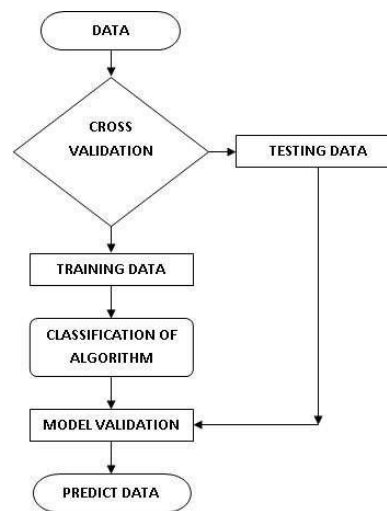 DATA
CROSS
VALIDATION
TESTING DATA
TRAINING DATA
CLASSIFICATION OF
ALGORITHM
MODEL VALIDATION
PREDICT DATA